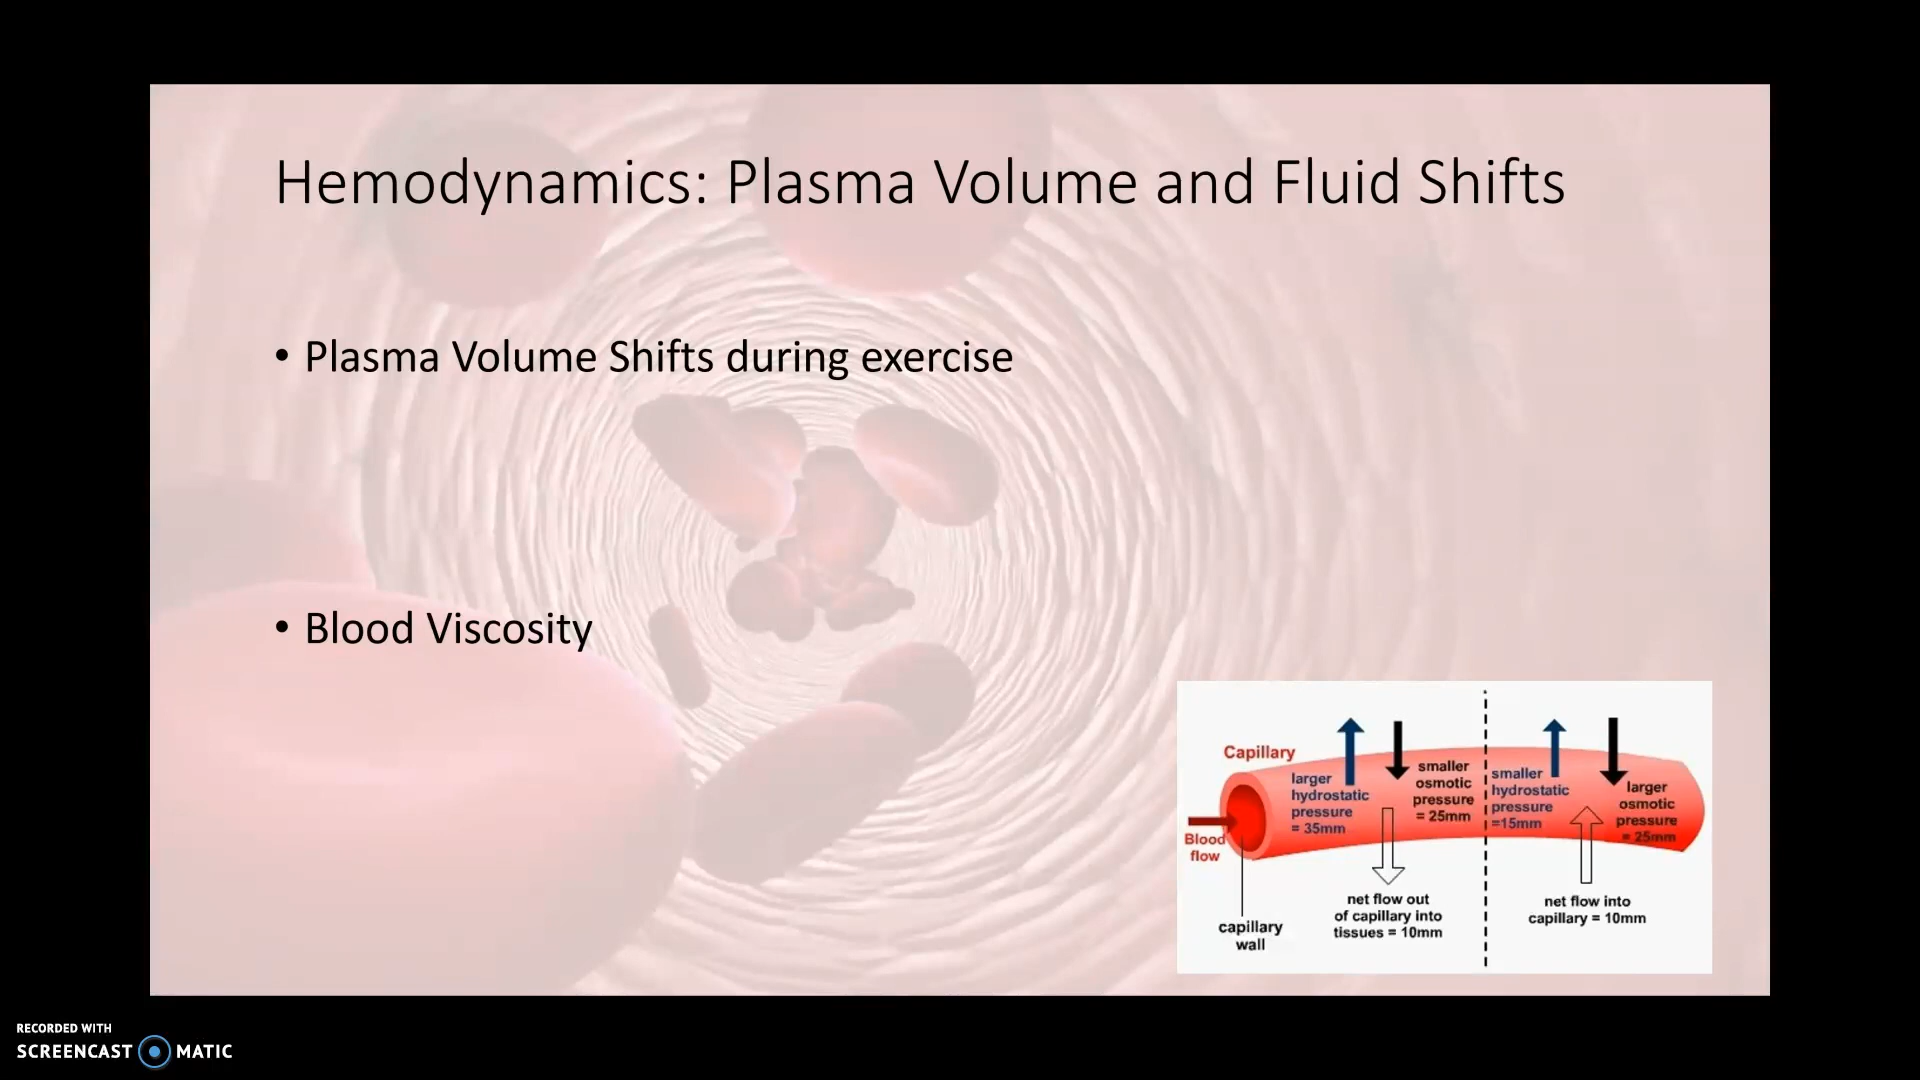 Hemodynamics: Plasma Volume and Fluid Shifts
• Plasma Volume Shifts during exercise
• Blood Viscosity
Capillary
larger
hydrostatic
pressure
= 35mm
smaller
osmotic
pressure
= 25mm
smaller
hydrostatic
pressure
=15mm
larger
osmotic
pressure
= 25mm
Blood
flow
capillary
wall
net flow out
of capillary into
tissues = 10mm
net flow into
capillary = 10mm
RECORDED WITH
SCREENCAST MATIC